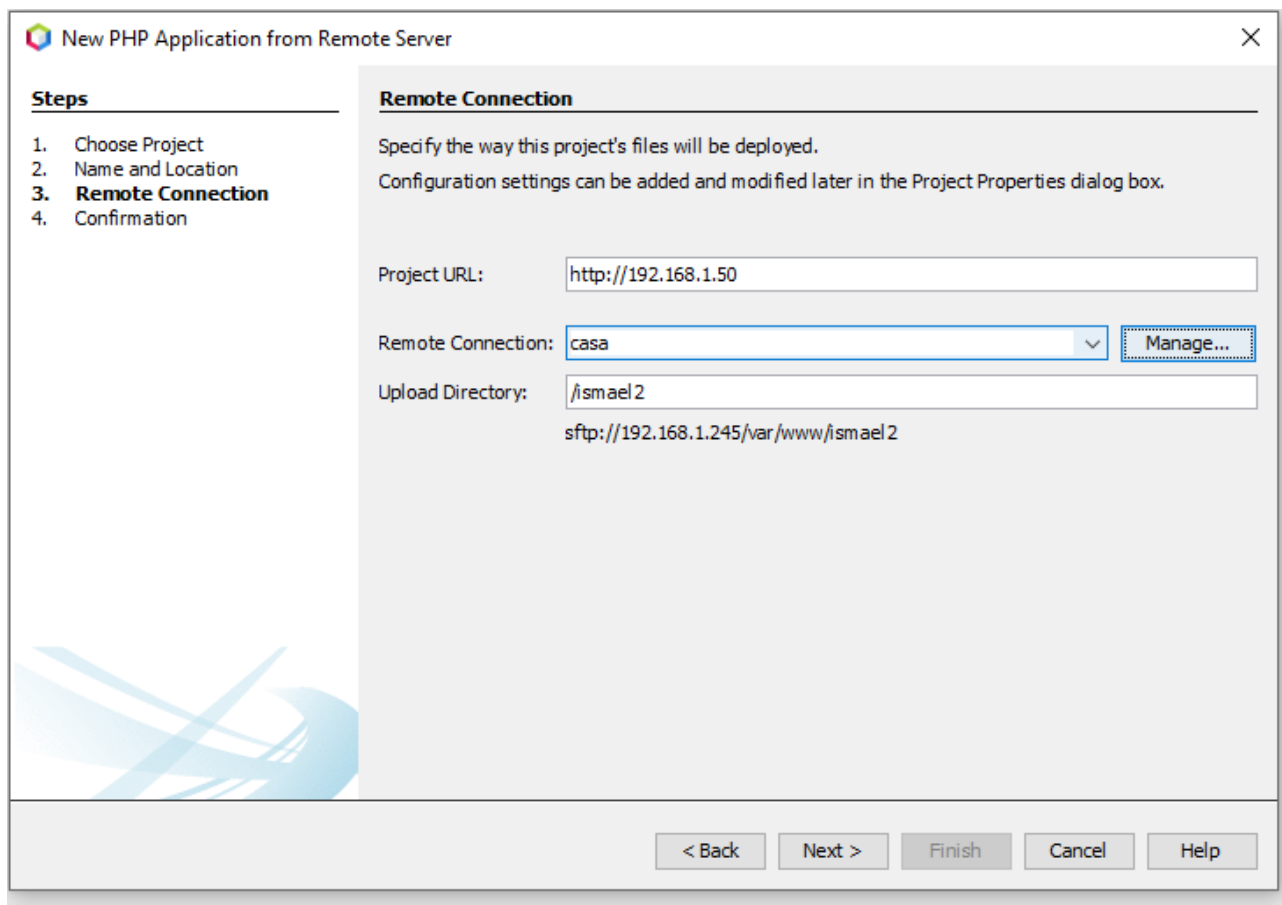 New PHP Application from Remote Server
Steps
1. Choose Project
2. Name and Location
3. Remote Connection
4. Confirmation
Remote Connection
Specify the way this project's files will be deployed.
Configuration settings can be added and modified later in the Project Properties dialog box.
Project URL: http://192.168.1.50
Remote Connection: casa Manage...
Upload Directory: /ismael2
sftp://192.168.1.245/var/www/ismael2
< Back Next > Finish Cancel Help